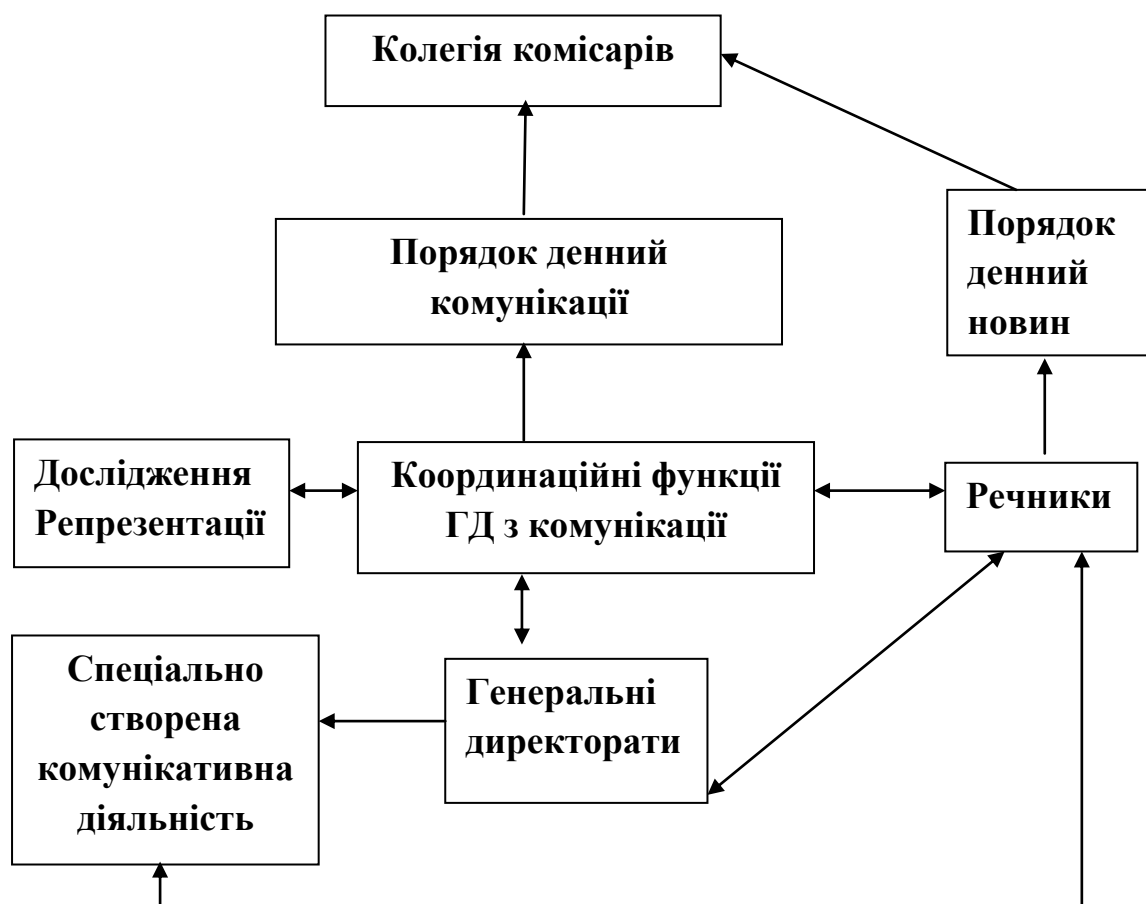 Колегія комісарів
Порядок денний
комунікації
Порядок
денний
новин
Дослідження
Репрезентації
Координаційні функції
ГД з комунікації
Речники
Спеціально
створена
комунікативна
діяльність
Генеральні
директорати